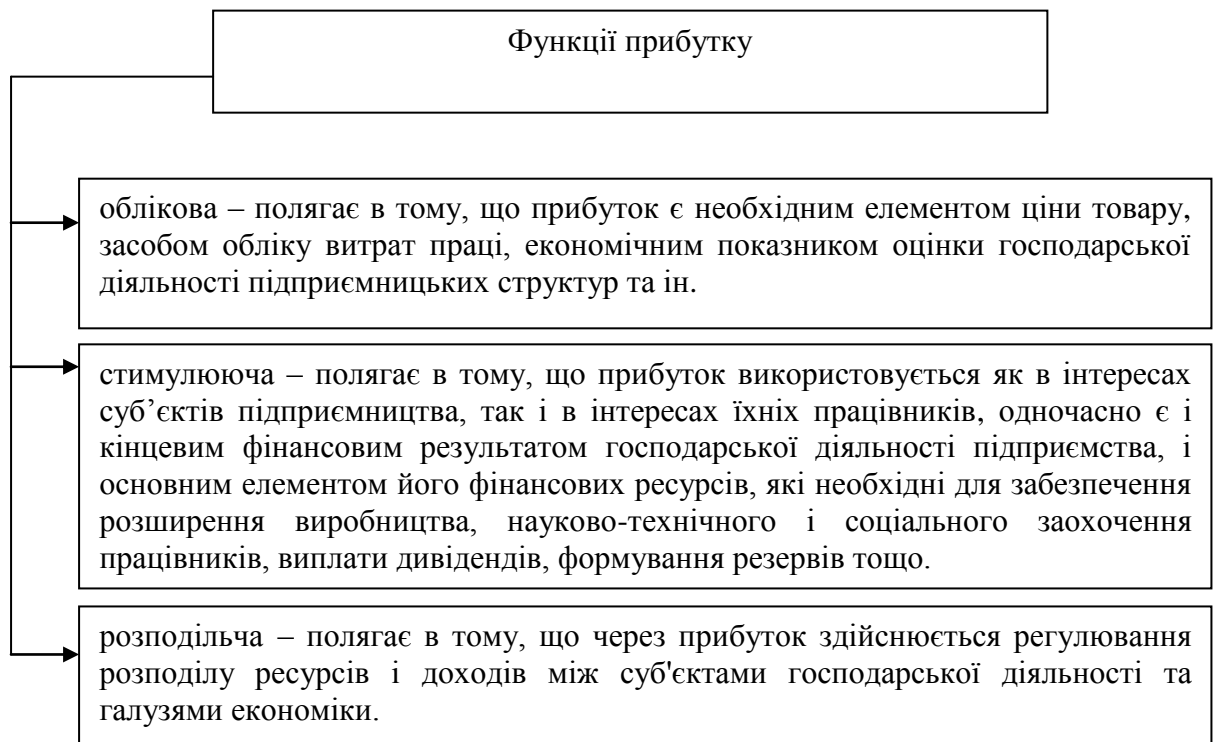 Функції прибутку
облікова – полягає в тому, що прибуток є необхідним елементом ціни товару,
засобом обліку витрат праці, економічним показником оцінки господарської
діяльності підприємницьких структур та ін.
стимулююча – полягає в тому, що прибуток використовується як в інтересах
суб’єктів підприємництва, так і в інтересах їхніх працівників, одночасно є і
кінцевим фінансовим результатом господарської діяльності підприємства, і
основним елементом його фінансових ресурсів, які необхідні для забезпечення
розширення виробництва, науково-технічного і соціального заохочення
працівників, виплати дивідендів, формування резервів тощо.
розподільча – полягає в тому, що через прибуток здійснюється регулювання
розподілу ресурсів і доходів між суб'єктами господарської діяльності та
галузями економіки.